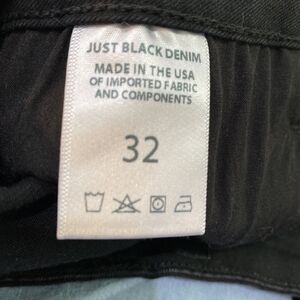 JUST BLACK DENIM
MADE IN THE USA
OF IMPORTED FABRIC
AND COMPONENTS
32